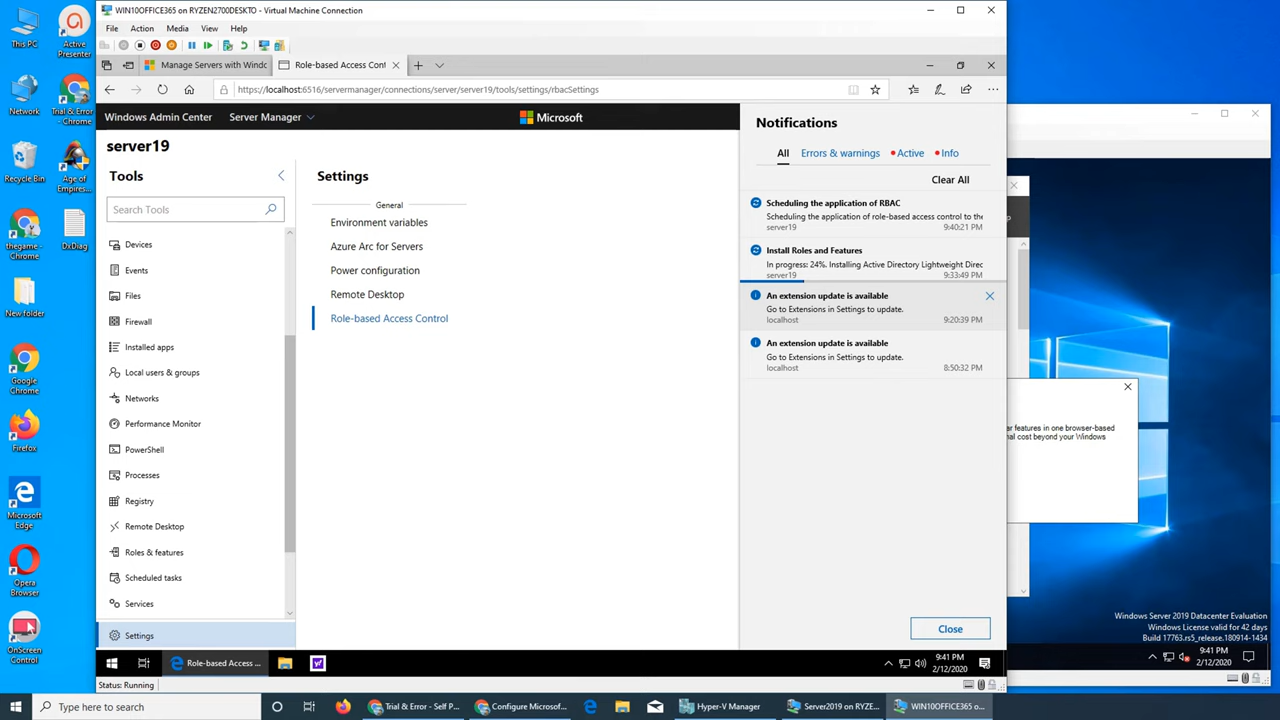 This PC
Active
Presenter
Network
Trial & Error
- Chrome
Recycle Bin
Age of
Empires...
thegame -
Chrome
DxDiag
New folder
Google
Chrome
Firefox
Microsoft
Edge
Opera
Browser
OnScreen
Control
WIN10OFFICE365 on RYZEN2700DESKTO - Virtual Machine Connection
File Action Media View Help
Manage Servers with Windo
Role-based Access Cont
https://localhost:6516/servermanager/connections/server/server19/tools/settings/rbacSettings
Windows Admin Center
Server Manager
Microsoft
server19
Tools
Search Tools
Devices
Events
Files
Firewall
Installed apps
Local users & groups
Networks
Performance Monitor
PowerShell
Processes
Registry
Remote Desktop
Roles & features
Scheduled tasks
Services
Settings
Settings
General
Environment variables
Azure Arc for Servers
Power configuration
Remote Desktop
Role-based Access Control
Notifications
All Errors & warnings Active Info
Clear All
Scheduling the application of RBAC
Scheduling the application of role-based access control to the
server19 9:40:21 PM
Install Roles and Features
In progress: 24%. Installing Active Directory Lightweight Direc
server19 9:33:49 PM
An extension update is available
Go to Extensions in Settings to update.
localhost 9:20:39 PM
An extension update is available
Go to Extensions in Settings to update.
localhost 8:50:32 PM
Close
features in one browser-based
cost beyond your Windows
Windows Server 2019 Datacenter Evaluation
Windows License valid for 42 days
Build 17763.rs5_release.180914-1434
9:41 PM
2/12/2020
Role-based Access ...
9:41 PM
2/12/2020
Status: Running
Type here to search
Trial & Error - Self P...
Configure Microsof...
Hyper-V Manager
Server2019 on RYZE...
WIN10OFFICE365 o...